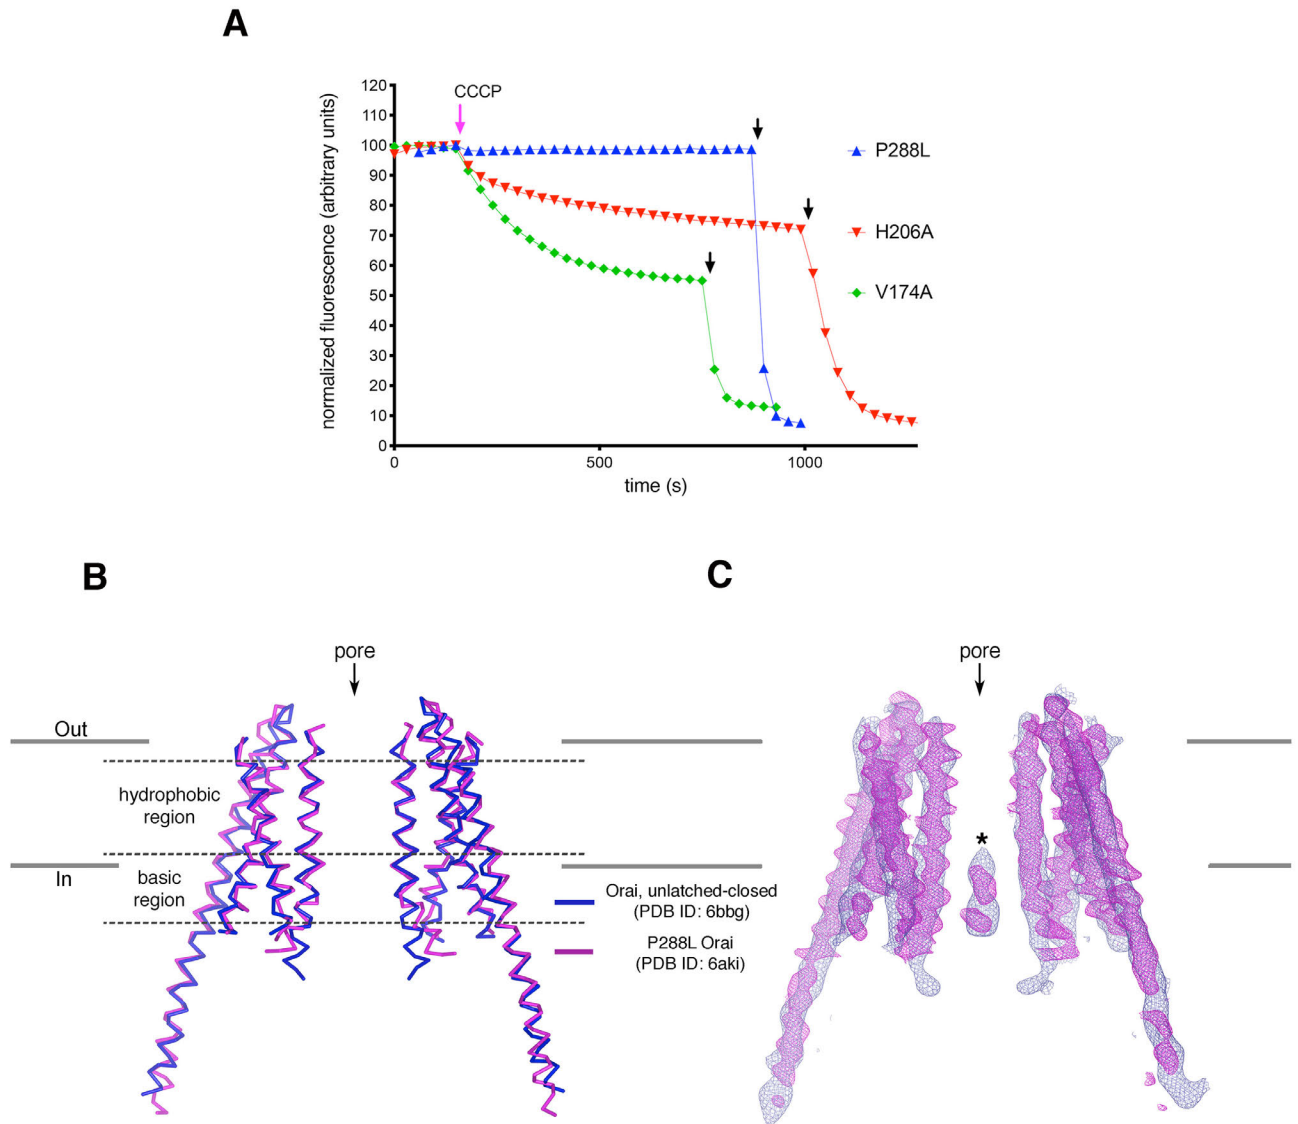 A
CCCP
120
110
100
90
80
70
60
50
40
30
20
10
0
0
500
1000
normalized fluorescence (arbitrary units)
time (s)
P288L
H206A
V174A
B
pore
Out
hydrophobic
region
In
basic
region
Orai, unlatched-closed
(PDB ID: 6bbg)
P288L Orai
(PDB ID: 6aki)
C
pore
*